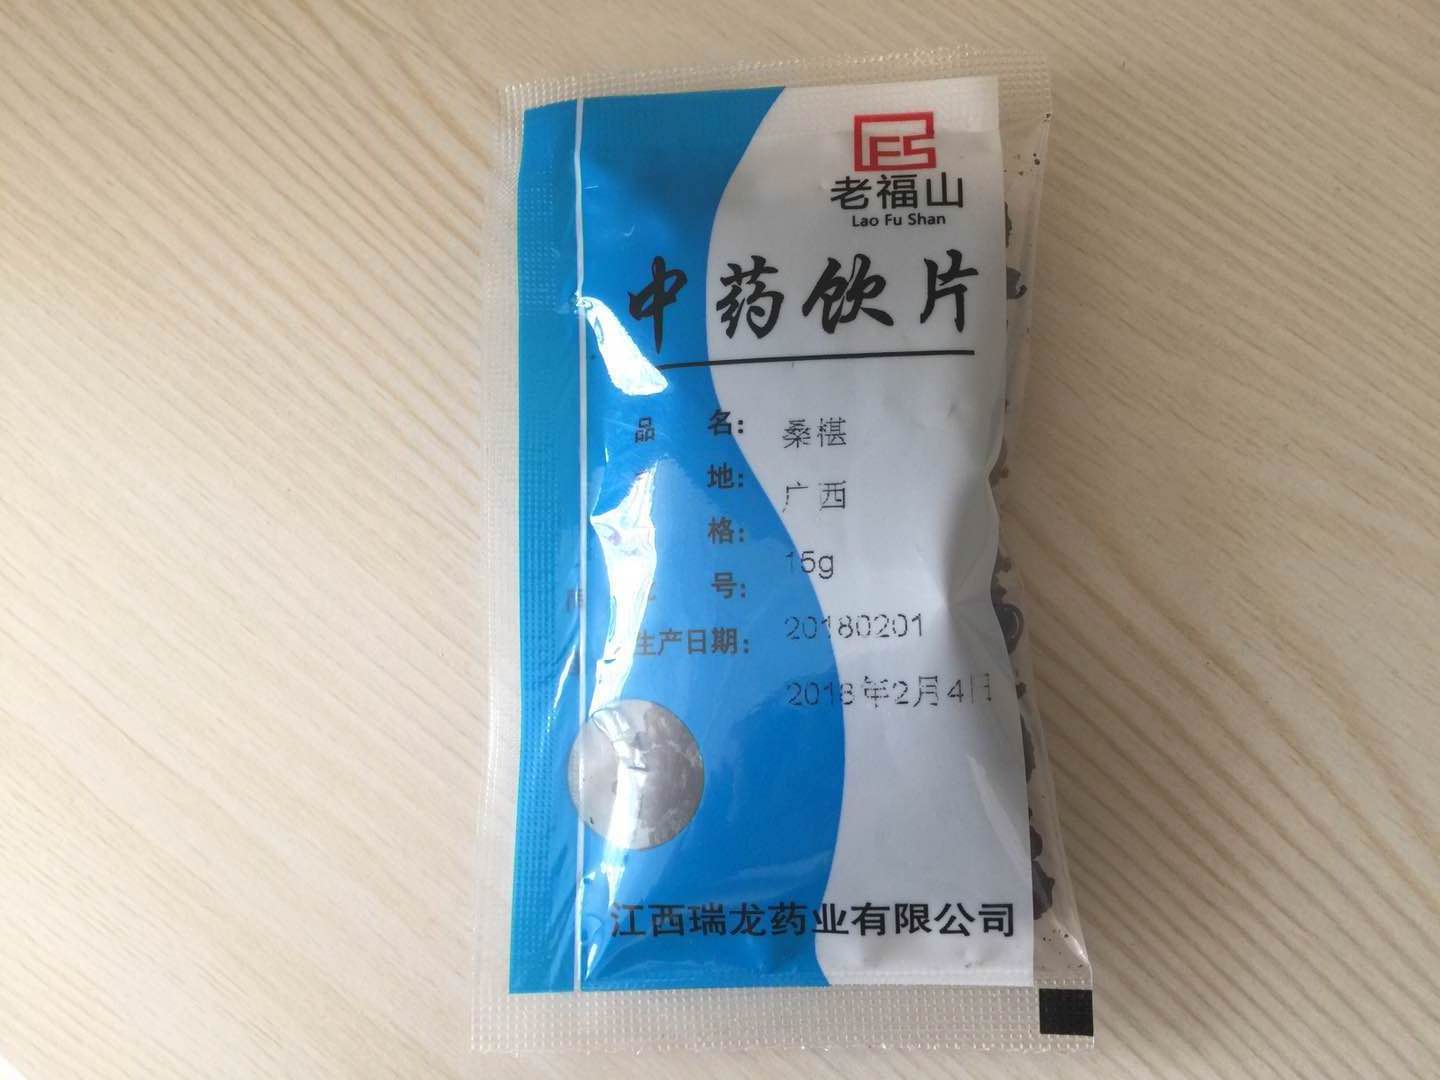 老福山
Lao Fu Shan
中药饮片
品名：桑椹
地：广西
格：15g
号：20180201
生产日期：2018年2月4日
江西瑞龙药业有限公司